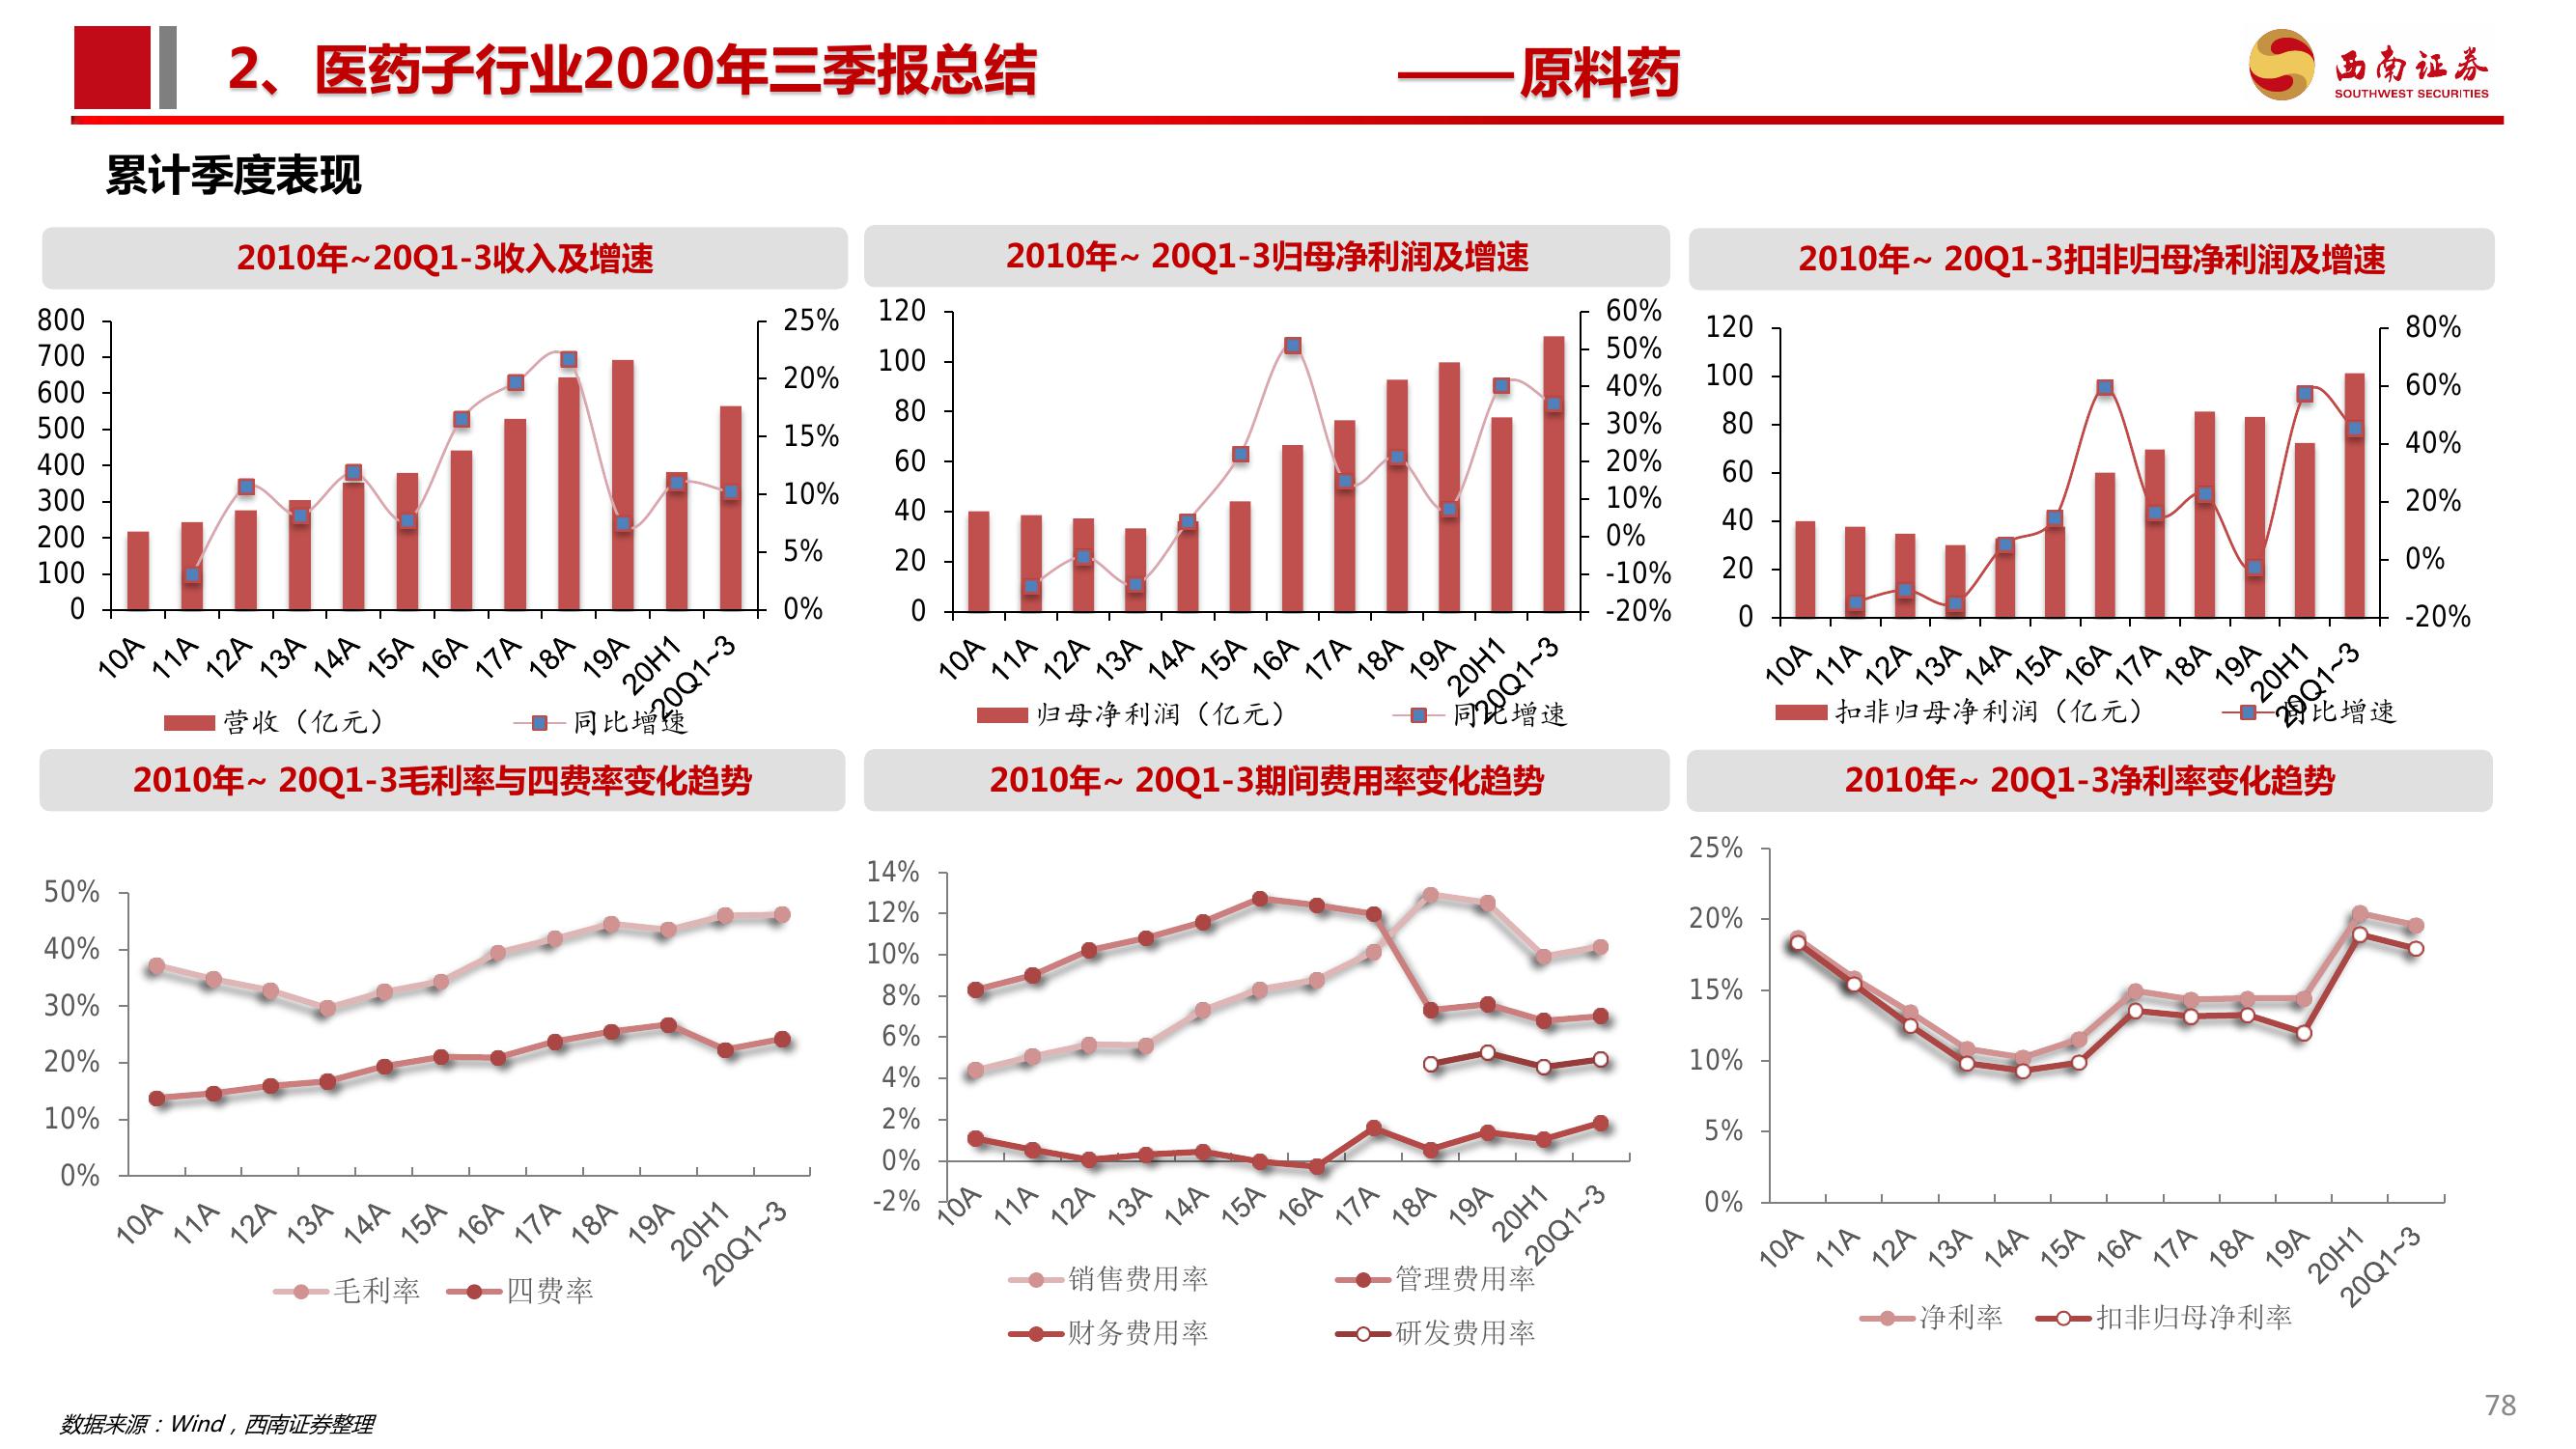 2、医药子行业2020年三季报总结 ——原料药
西南证券
SOUTHWEST SECURITIES
累计季度表现
2010年~20Q1-3收入及增速
800
700
600
500
400
300
200
100
0
25%
20%
15%
10%
5%
0%
10A 11A 12A 13A 14A 15A 16A 17A 18A 19A 20H1 20Q1~3
营收（亿元） 同比增速
2010年~ 20Q1-3归母净利润及增速
120
100
80
60
40
20
0
60%
50%
40%
30%
20%
10%
0%
-10%
-20%
10A 11A 12A 13A 14A 15A 16A 17A 18A 19A 20H1 20Q1~3
归母净利润（亿元） 同比增速
2010年~ 20Q1-3扣非归母净利润及增速
120
100
80
60
40
20
0
80%
60%
40%
20%
0%
-20%
10A 11A 12A 13A 14A 15A 16A 17A 18A 19A 20H1 20Q1~3
扣非归母净利润（亿元） 同比增速
2010年~ 20Q1-3毛利率与四费率变化趋势
50%
40%
30%
20%
10%
0%
10A 11A 12A 13A 14A 15A 16A 17A 18A 19A 20H1 20Q1~3
毛利率 四费率
2010年~ 20Q1-3期间费用率变化趋势
14%
12%
10%
8%
6%
4%
2%
0%
-2%
10A 11A 12A 13A 14A 15A 16A 17A 18A 19A 20H1 20Q1~3
销售费用率 管理费用率
财务费用率 研发费用率
2010年~ 20Q1-3净利率变化趋势
25%
20%
15%
10%
5%
0%
10A 11A 12A 13A 14A 15A 16A 17A 18A 19A 20H1 20Q1~3
净利率 扣非归母净利率
数据来源：Wind，西南证券整理
78